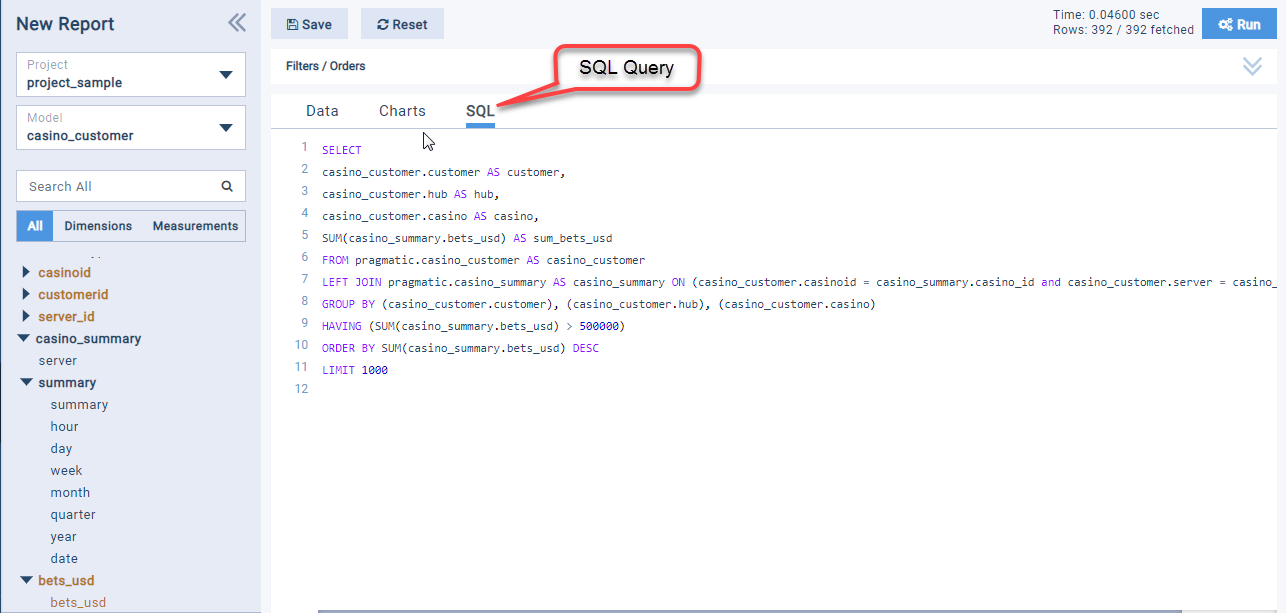 New Report
Project
project_sample
Model
casino_customer
Search All
All Dimensions Measurements
casinoid
customerid
server_id
casino_summary
server
summary
summary
hour
day
week
month
quarter
year
date
bets_usd
bets_usd
Save Reset
Time: 0.04600 sec
Rows: 392 / 392 fetched
Run
Filters / Orders
SQL Query
Data Charts SQL
1 SELECT
2 casino_customer.customer AS customer,
3 casino_customer.hub AS hub,
4 casino_customer.casino AS casino,
5 SUM(casino_summary.bets_usd) AS sum_bets_usd
6 FROM pragmatic.casino_customer AS casino_customer
7 LEFT JOIN pragmatic.casino_summary AS casino_summary ON (casino_customer.casinoid = casino_summary.casino_id and casino_customer.server = casino_
8 GROUP BY (casino_customer.customer), (casino_customer.hub), (casino_customer.casino)
9 HAVING (SUM(casino_summary.bets_usd) > 500000)
10 ORDER BY SUM(casino_summary.bets_usd) DESC
11 LIMIT 1000
12